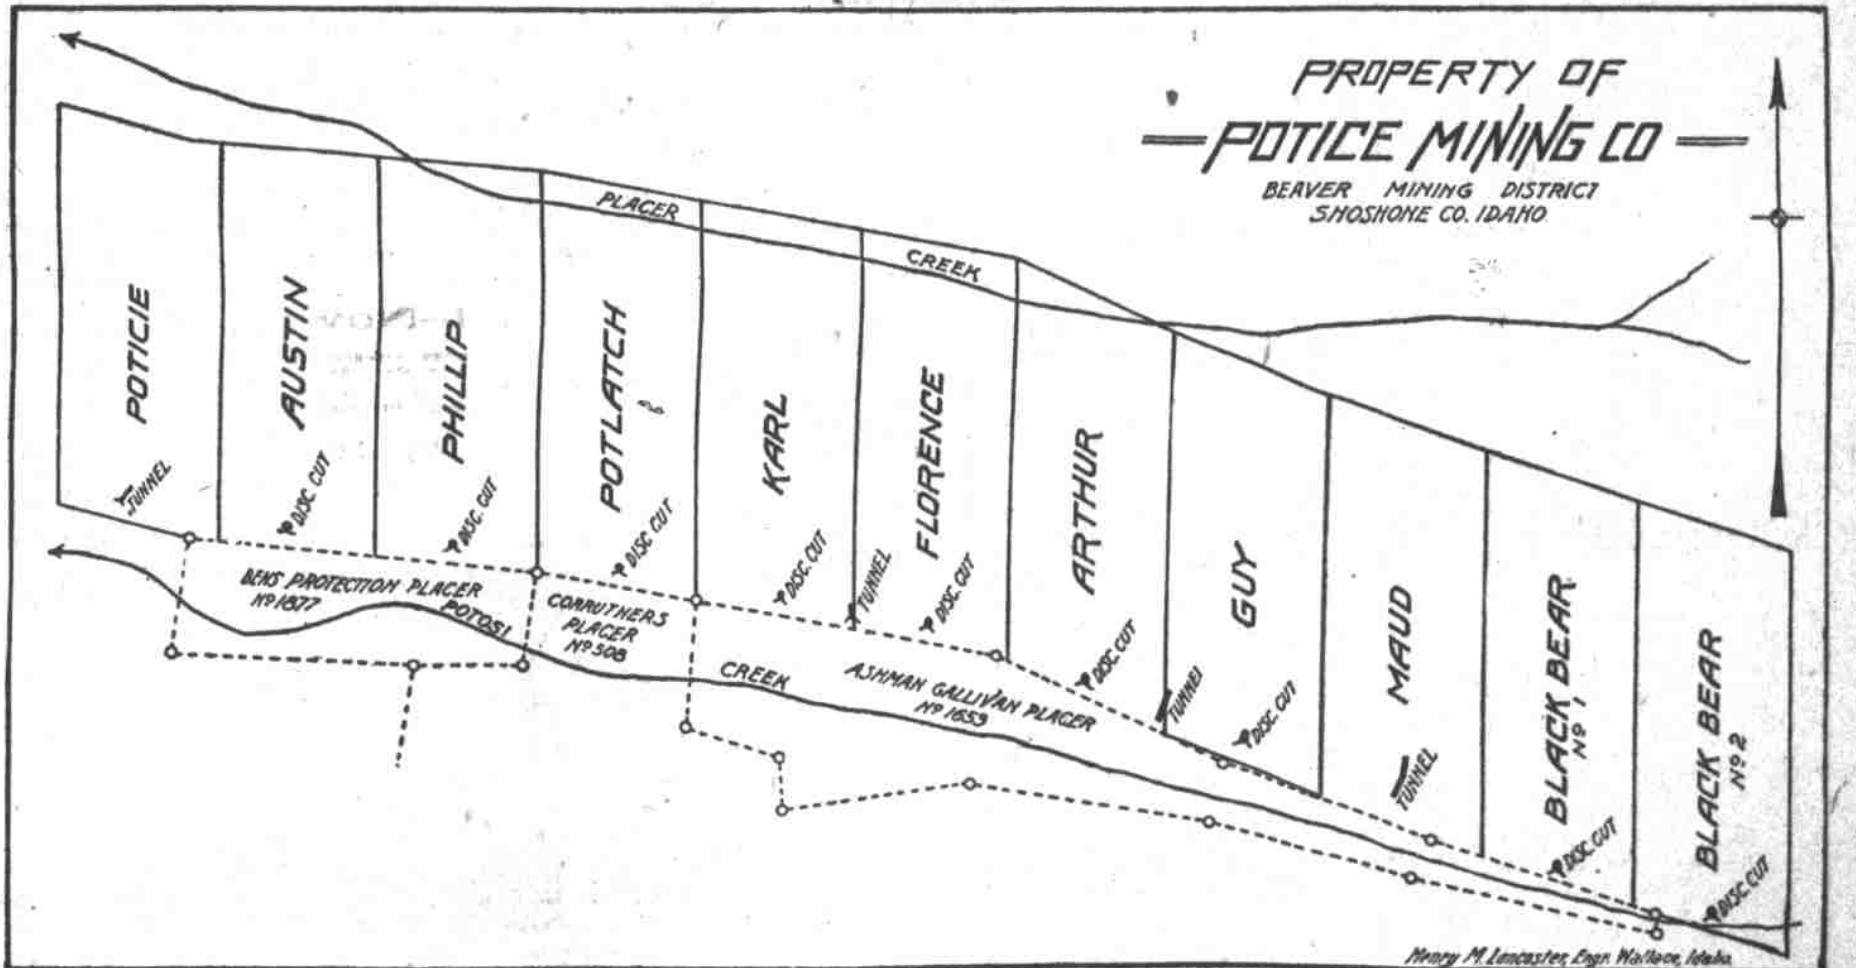 PROPERTY OF
POTICE MINING CO
BEAVER MINING DISTRICT
SHOSHONE CO. IDAHO
PLACER
CREEK
POTICIE
AUSTIN
PHILLIP
POTLATCH
KARL
FLORENCE
ARTHUR
GUY
MAUD
BLACK BEAR
Nº 1
BLACK BEAR
Nº 2
TUNNEL
DISC. CUT
DISC. CUT
DISC. CUT
DISC. CUT
TUNNEL
DISC. CUT
DISC. CUT
TUNNEL
DISC. CUT
TUNNEL
DISC. CUT
DISC. CUT
BENS PROTECTION PLACER
Nº 1877
POTOSI
CORRUTHERS
PLACER
Nº 508
CREEK
ASHMAN GALLIVAN PLACER
Nº 1659
Henry M. Lancaster, Engr. Wallace, Idaho.